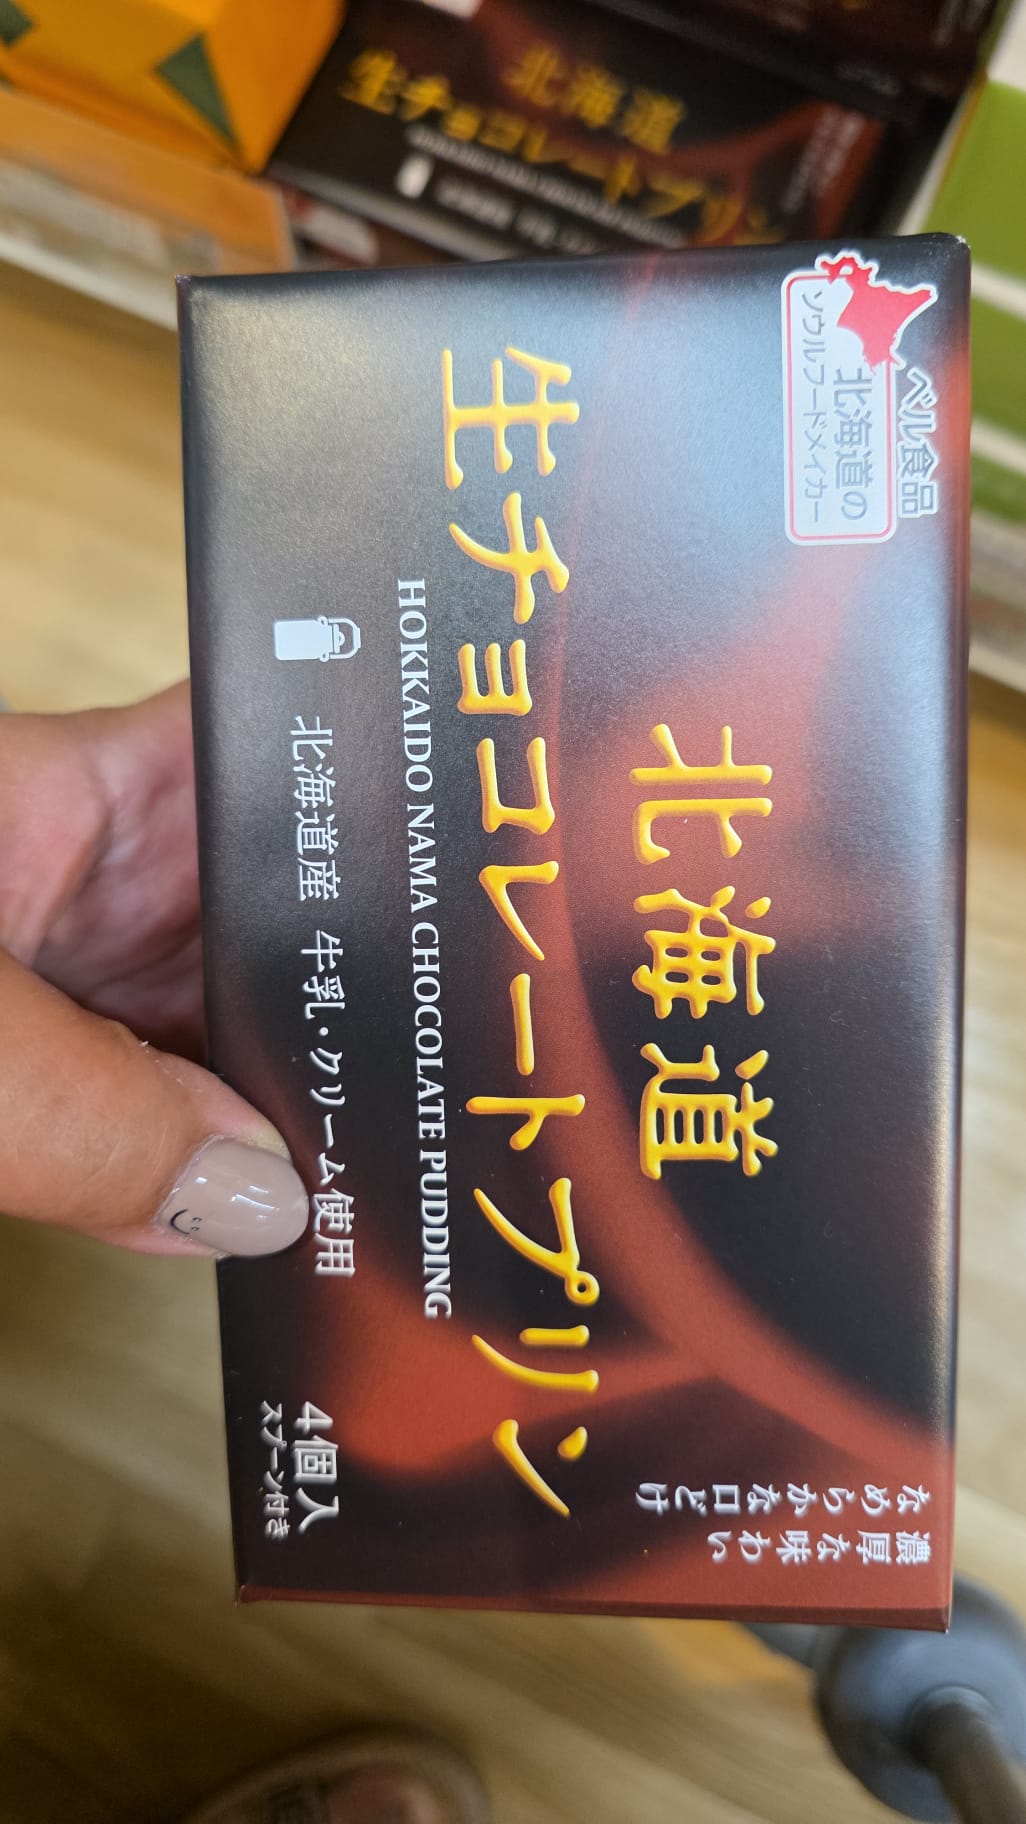 北海道
生チョコレートプリン
ベル食品
北海道の
ソウルフードメイカー
濃厚な味わい
なめらかな口どけ
北海道
生チョコレートプリン
HOKKAIDO NAMA CHOCOLATE PUDDING
北海道産 牛乳・クリーム使用
4個入
スプーン付き